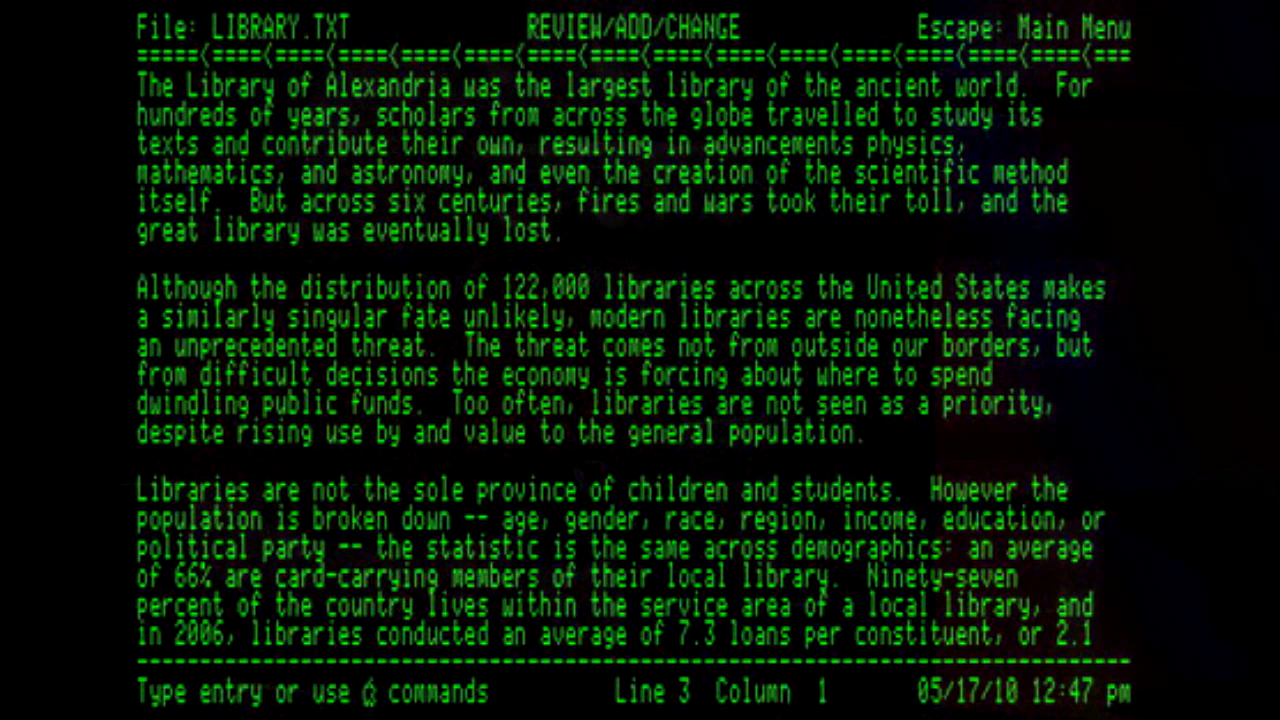 File: LIBRARY.TXT REVIEW/ADD/CHANGE Escape: Main Menu
=====<====<====<====<====<====<====<====<====<====<====<====<====<====<====<===
The Library of Alexandria was the largest library of the ancient world.  For
hundreds of years, scholars from across the globe travelled to study its
texts and contribute their own, resulting in advancements physics,
mathematics, and astronomy, and even the creation of the scientific method
itself.  But across six centuries, fires and wars took their toll, and the
great library was eventually lost.

Although the distribution of 122,000 libraries across the United States makes
a similarly singular fate unlikely, modern libraries are nonetheless facing
an unprecedented threat.  The threat comes not from outside our borders, but
from difficult decisions the economy is forcing about where to spend
dwindling public funds.  Too often, libraries are not seen as a priority,
despite rising use by and value to the general population.

Libraries are not the sole province of children and students.  However the
population is broken down -- age, gender, race, region, income, education, or
political party -- the statistic is the same across demographics: an average
of 66% are card-carrying members of their local library.  Ninety-seven
percent of the country lives within the service area of a local library, and
in 2006, libraries conducted an average of 7.3 loans per constituent, or 2.1
-------------------------------------------------------------------------------
Type entry or use commands Line 3 Column 1 05/17/10 12:47 pm